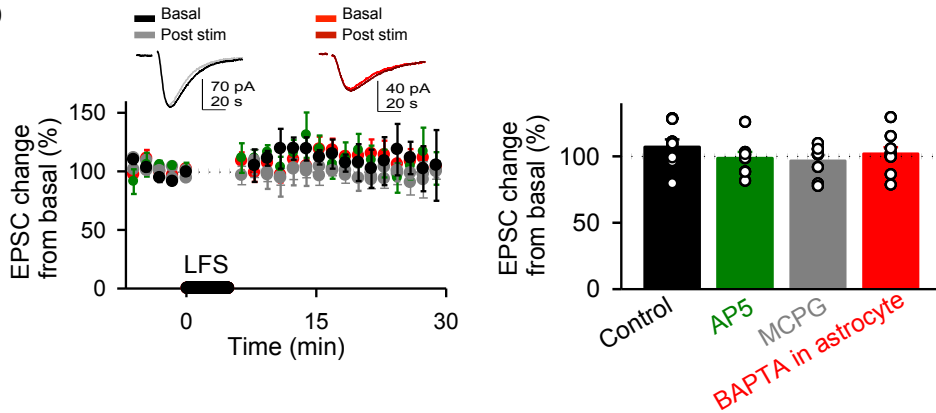 )
Basal
Post stim
Basal
Post stim
70 pA
20 s
40 pA
20 s
EPSC change
from basal (%)
150
100
50
0
LFS
0
15
30
Time (min)
EPSC change
from basal (%)
100
50
0
Control
AP5
MCPG
BAPTA in astrocyte